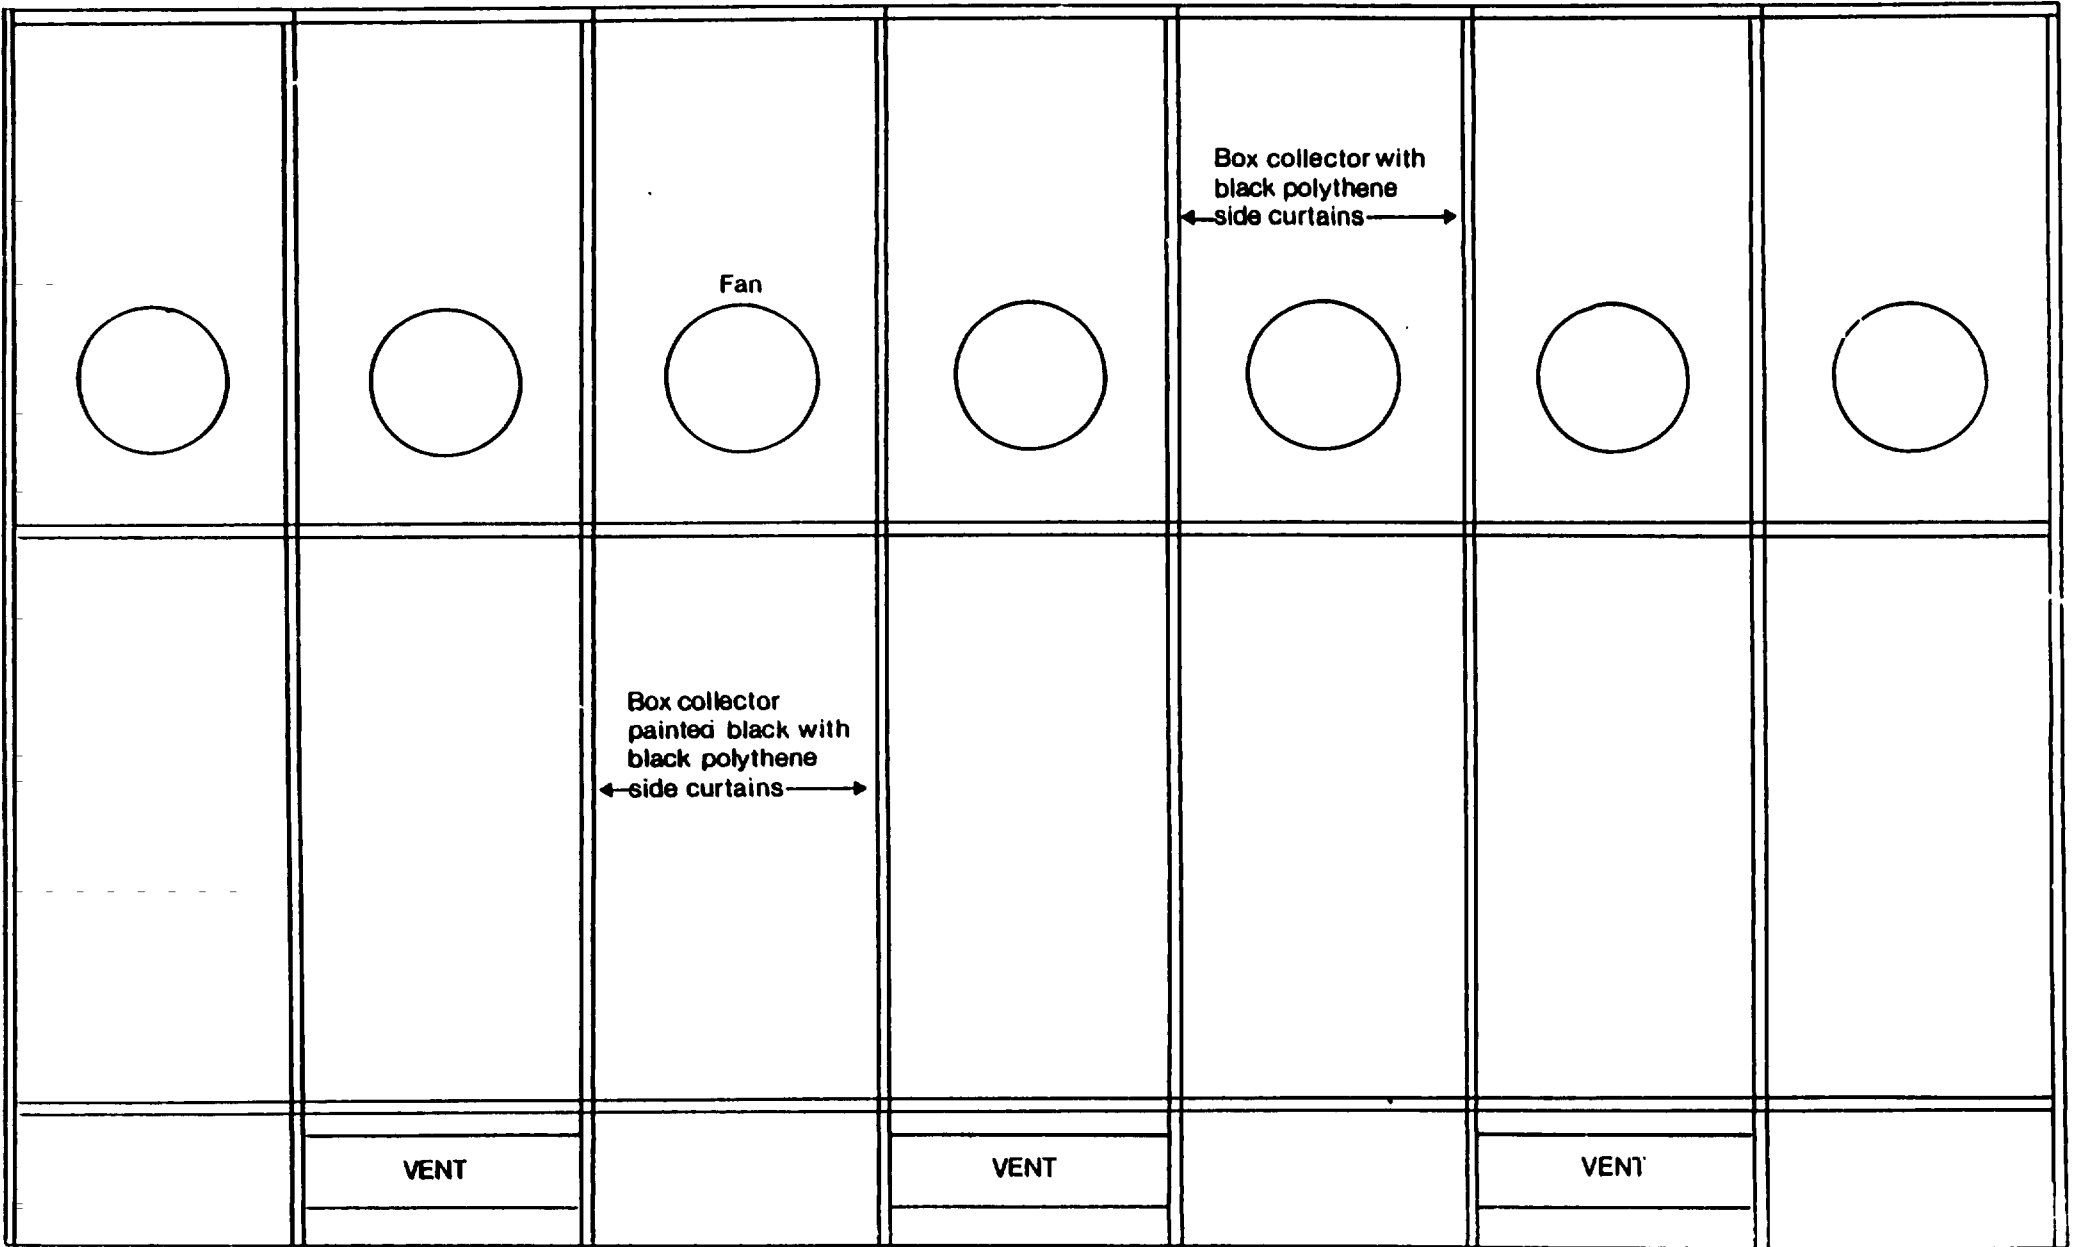 Box collector with
black polythene
side curtains
Fan
Box collector
painted black with
black polythene
side curtains
VENT
VENT
VENT